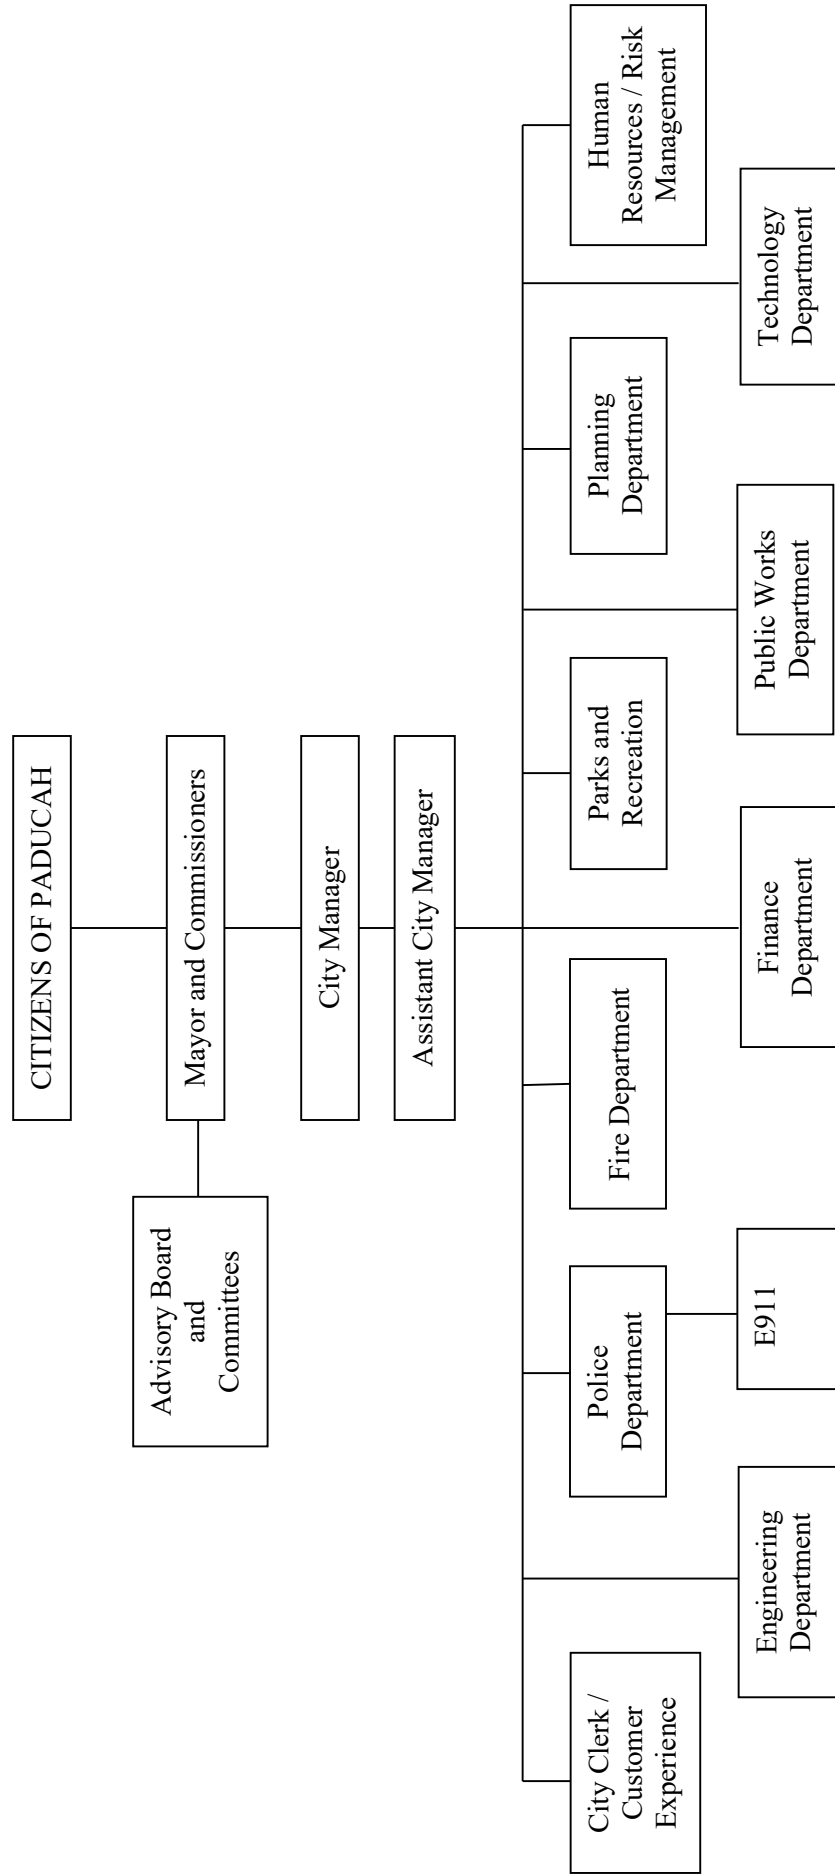 CITIZENS OF PADUCAH
Advisory Board
and
Committees
Mayor and Commissioners
City Manager
Assistant City Manager
City Clerk /
Customer
Experience
Police
Department
Fire Department
Parks and
Recreation
Planning
Department
Human
Resources / Risk
Management
Engineering
Department
E911
Finance
Department
Public Works
Department
Technology
Department